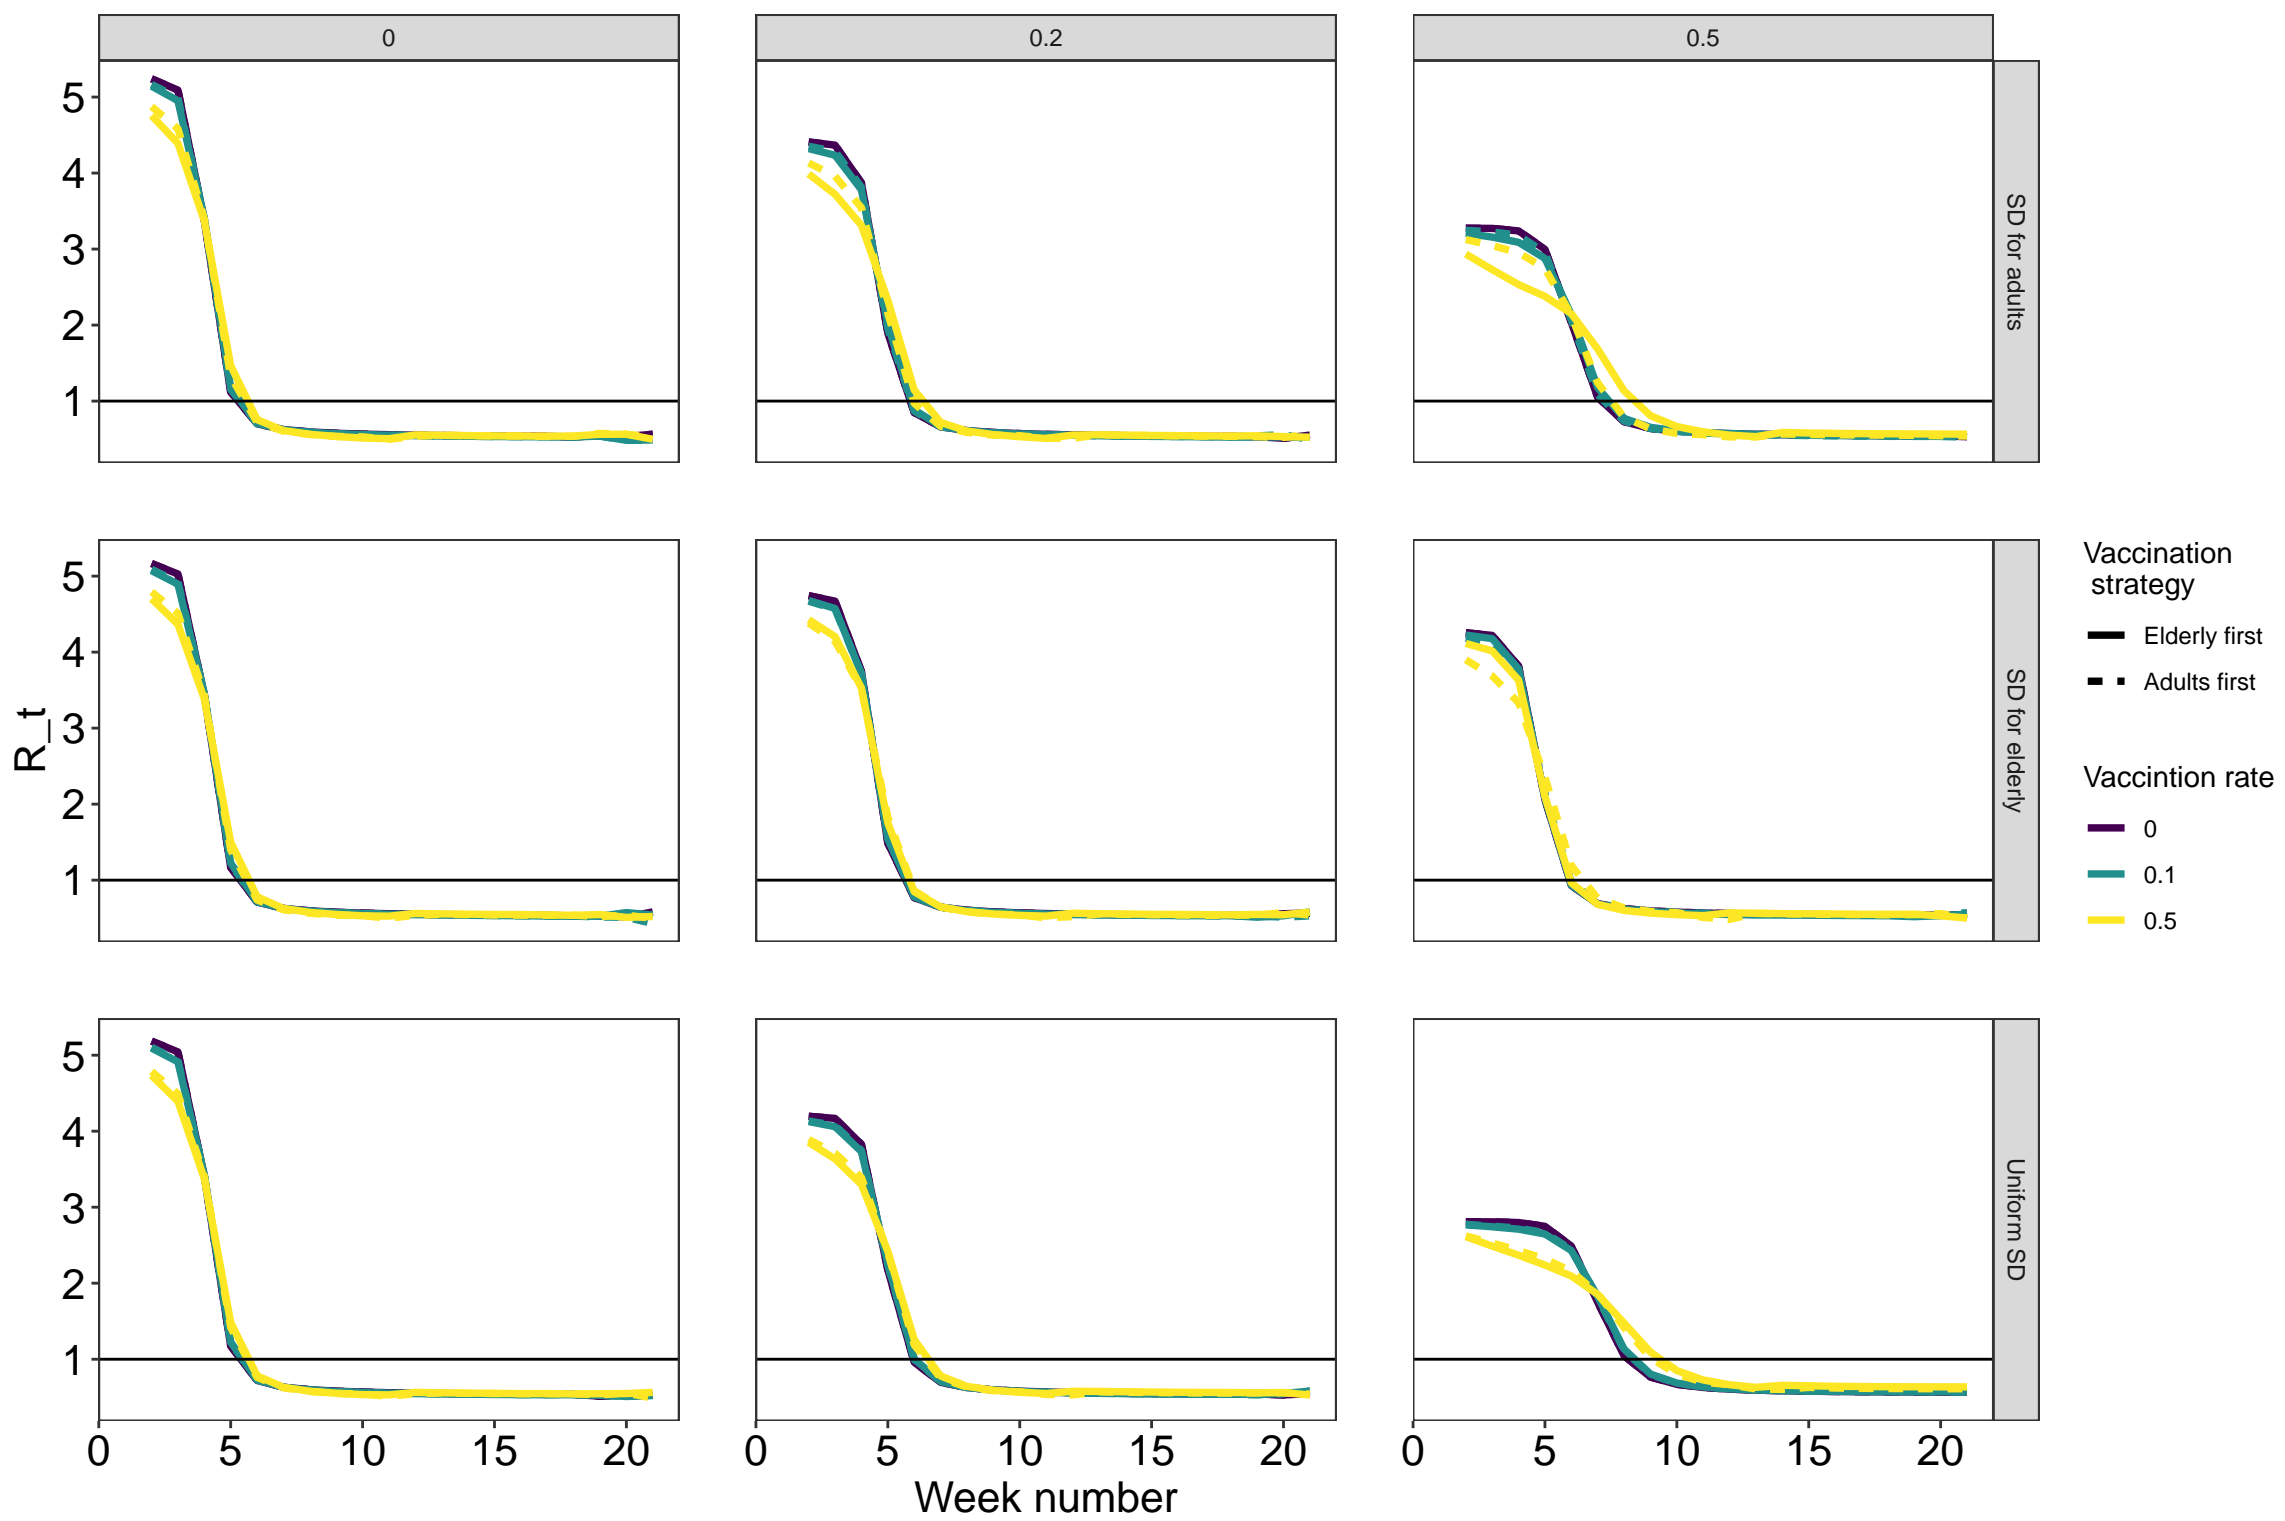 0 0.2 0.5
5
4
3
2
1
SD for adults
5
4
3
2
1
SD for elderly
5
4
3
2
1
Uniform SD
0 5 10 15 20 0 5 10 15 20 0 5 10 15 20
Week number
R_t
Vaccination
strategy
Elderly first
Adults first
Vaccintion rate
0
0.1
0.5